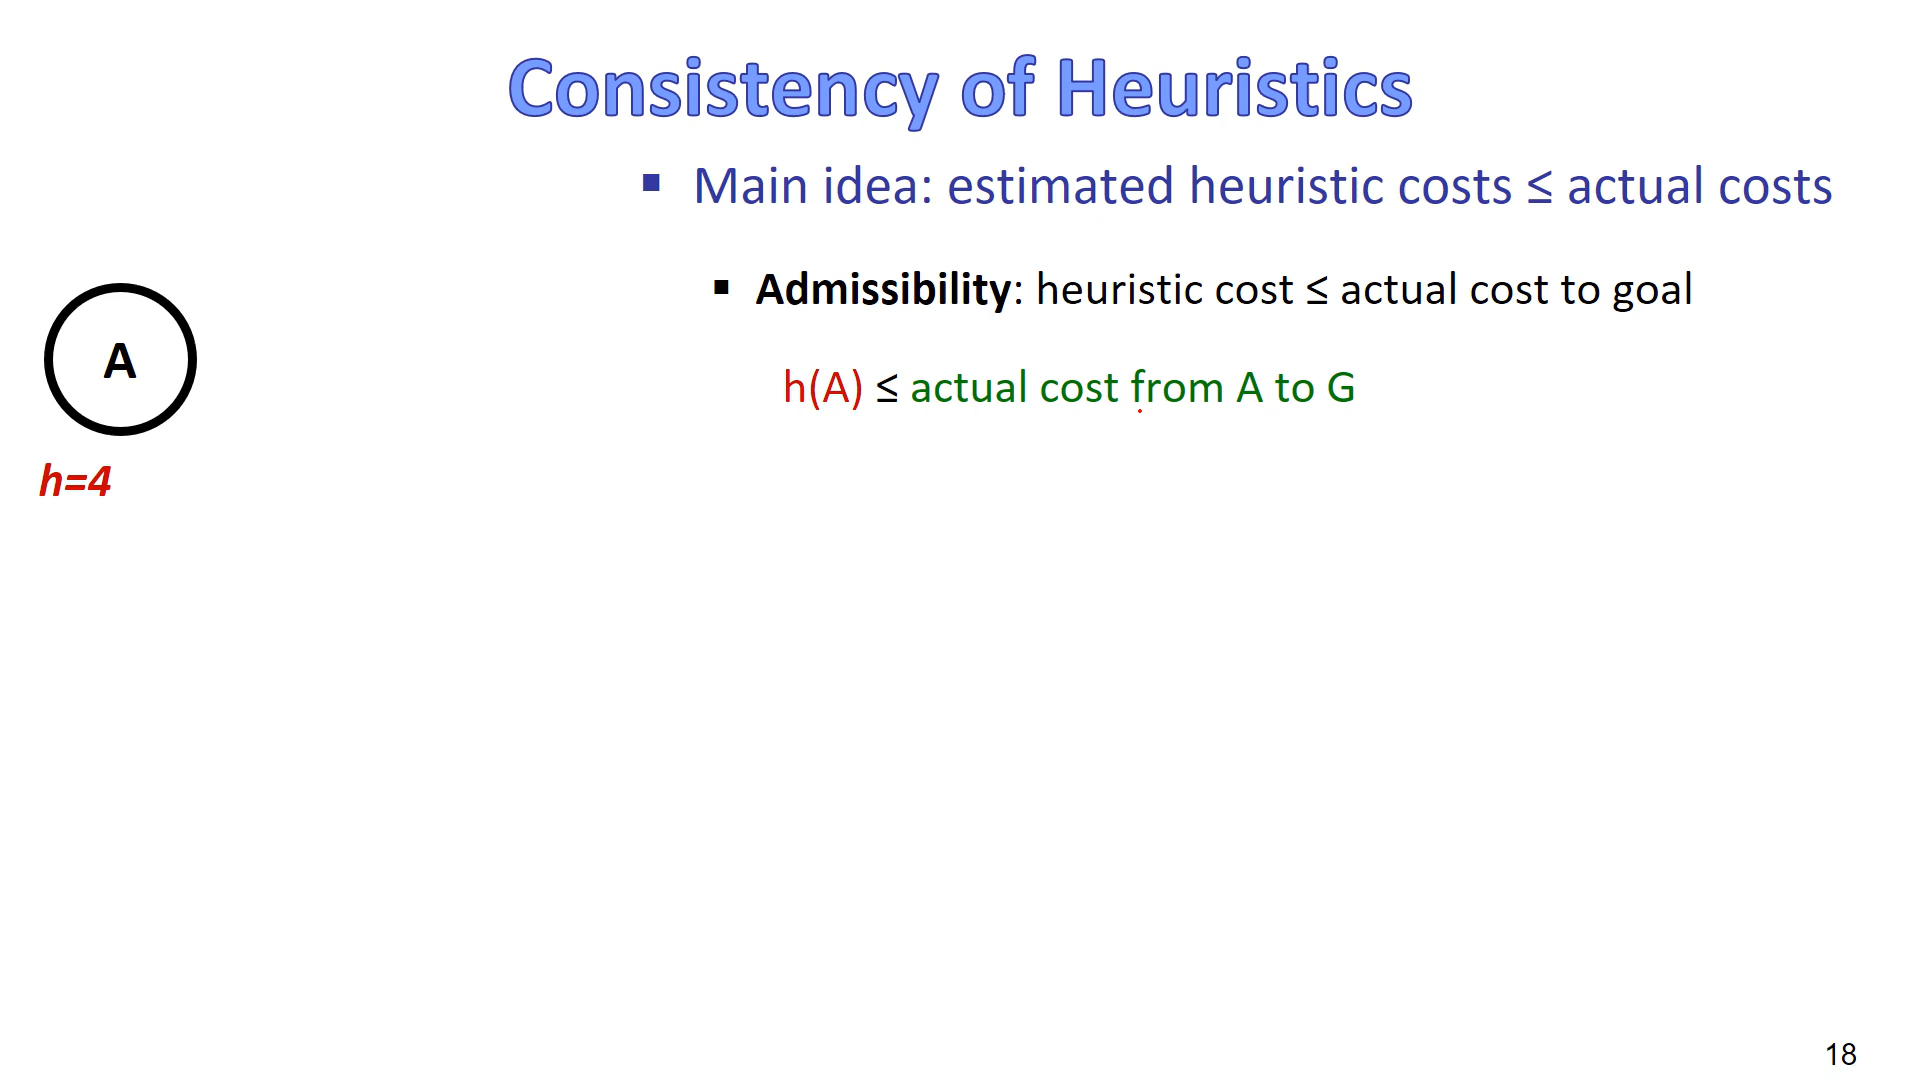 Consistency of Heuristics
▪ Main idea: estimated heuristic costs ≤ actual costs
▪ Admissibility: heuristic cost ≤ actual cost to goal
A
h(A) ≤ actual cost from A to G
h=4
18